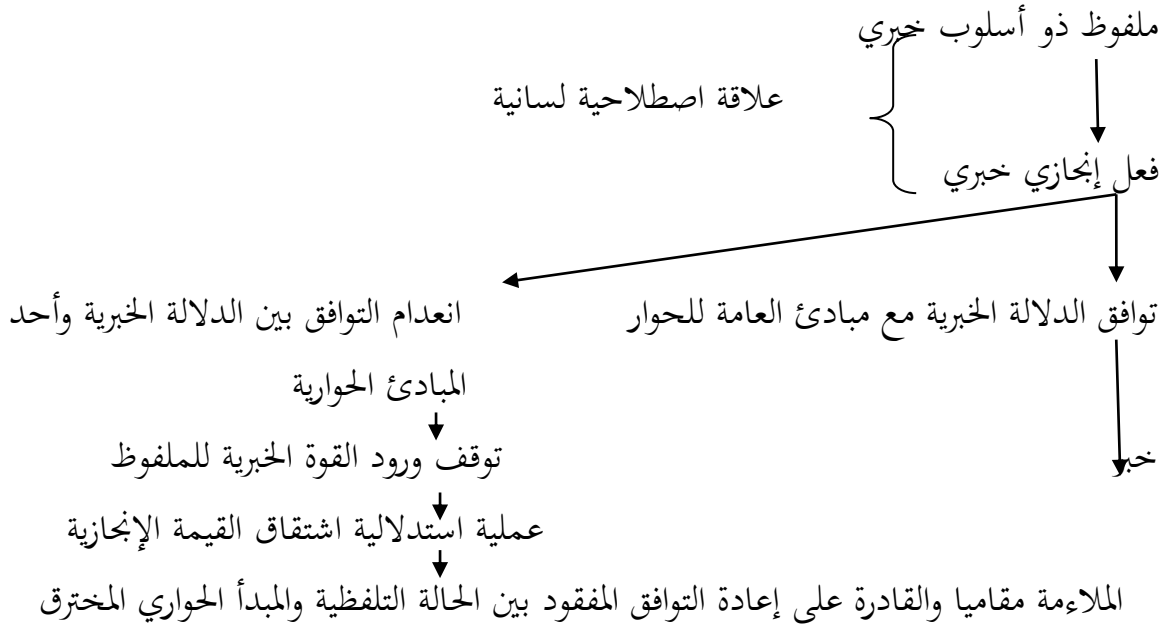 ملفوظ ذو أسلوب خبري
علاقة اصطلاحية لسانية
فعل إنجازي خبري
توافق الدلالة الخبرية مع مبادئ العامة للحوار
انعدام التوافق بين الدلالة الخبرية وأحد
المبادئ الحوارية
خبر
توقف ورود القوة الخبرية للملفوظ
عملية استدلالية اشتقاق القيمة الإنجازية
الملاءمة مقاميا والقادرة على إعادة التوافق المفقود بين الحالة التلفظية والمبدأ الحواري المخترق